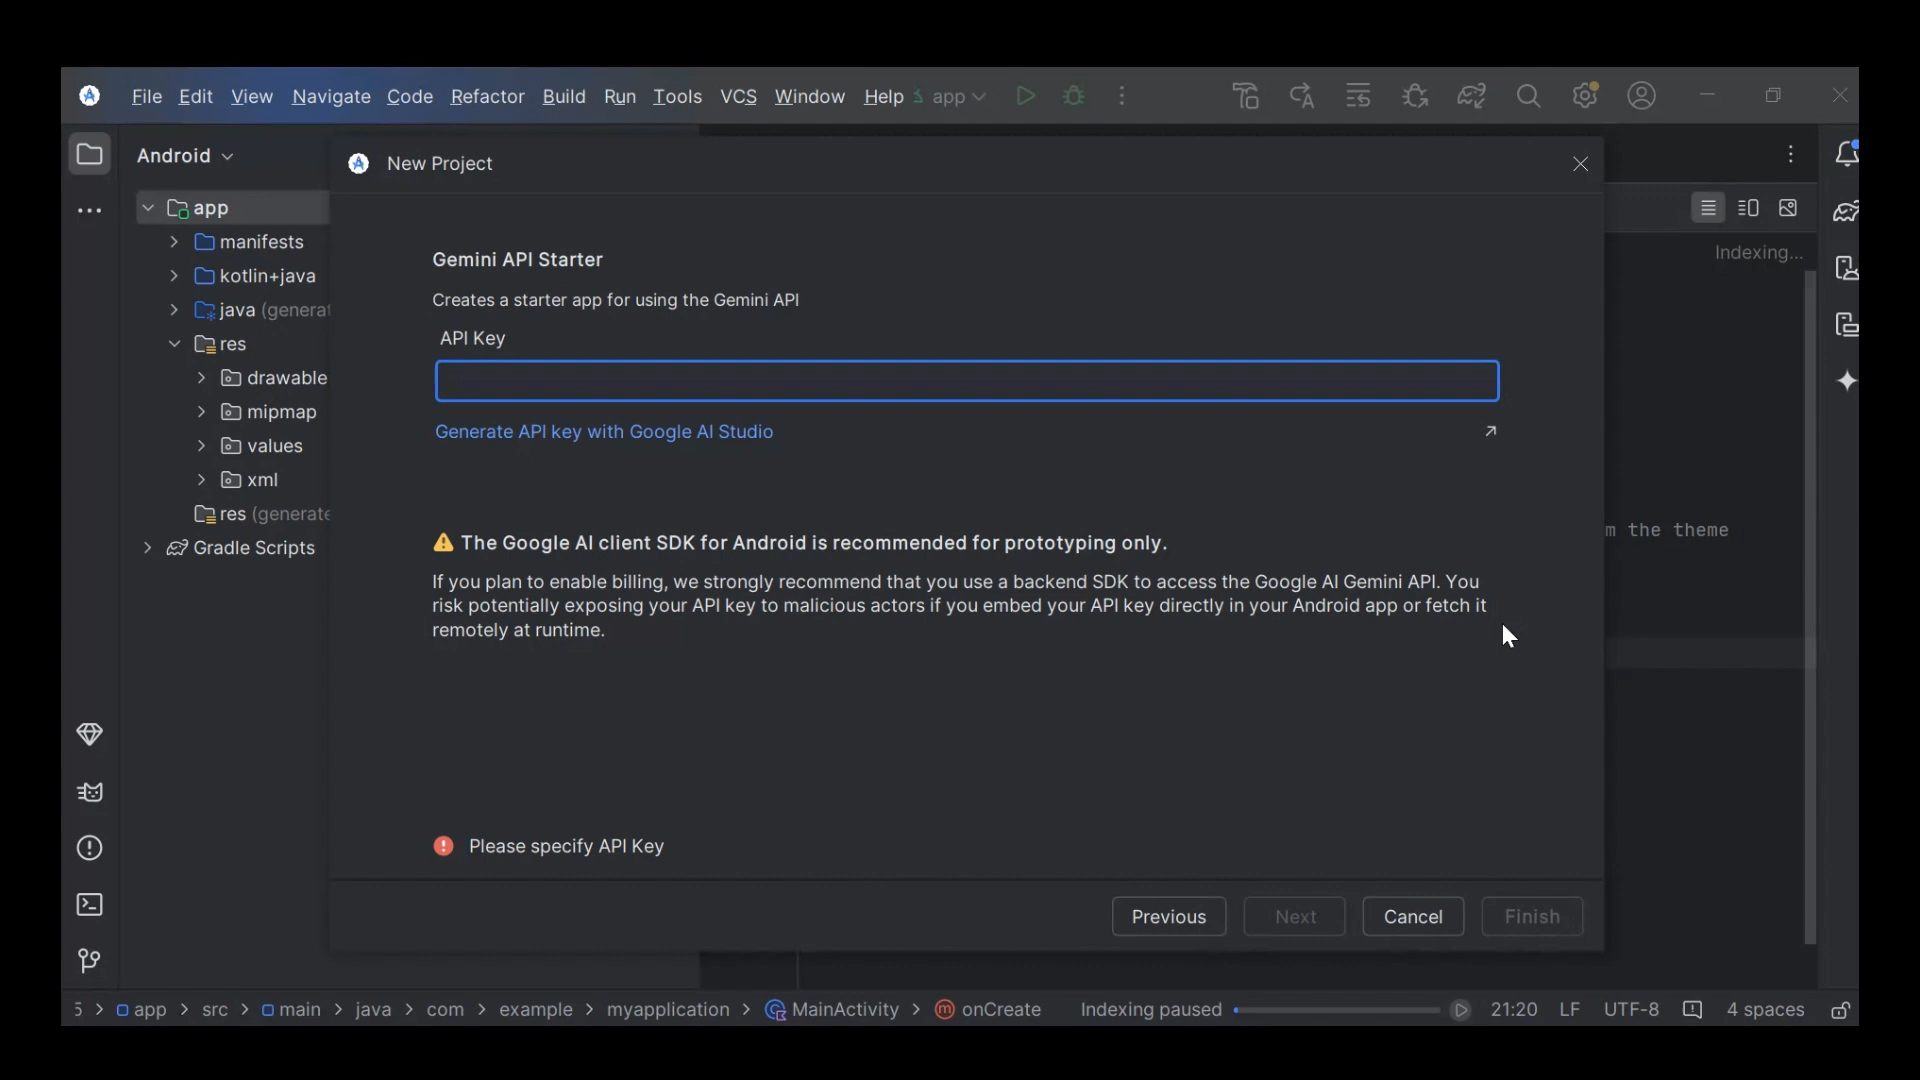 File Edit View Navigate Code Refactor Build Run Tools VCS Window Help app
Android
New Project
app
manifests
kotlin+java
java (generat
res
drawable
mipmap
values
xml
res (generate
Gradle Scripts
Gemini API Starter
Creates a starter app for using the Gemini API
API Key
Generate API key with Google AI Studio
The Google AI client SDK for Android is recommended for prototyping only.
If you plan to enable billing, we strongly recommend that you use a backend SDK to access the Google AI Gemini API. You
risk potentially exposing your API key to malicious actors if you embed your API key directly in your Android app or fetch it
remotely at runtime.
Please specify API Key
Previous Next Cancel Finish
Indexing...
m the theme
5 > app > src > main > java > com > example > myapplication > MainActivity > onCreate Indexing paused 21:20 LF UTF-8 4 spaces